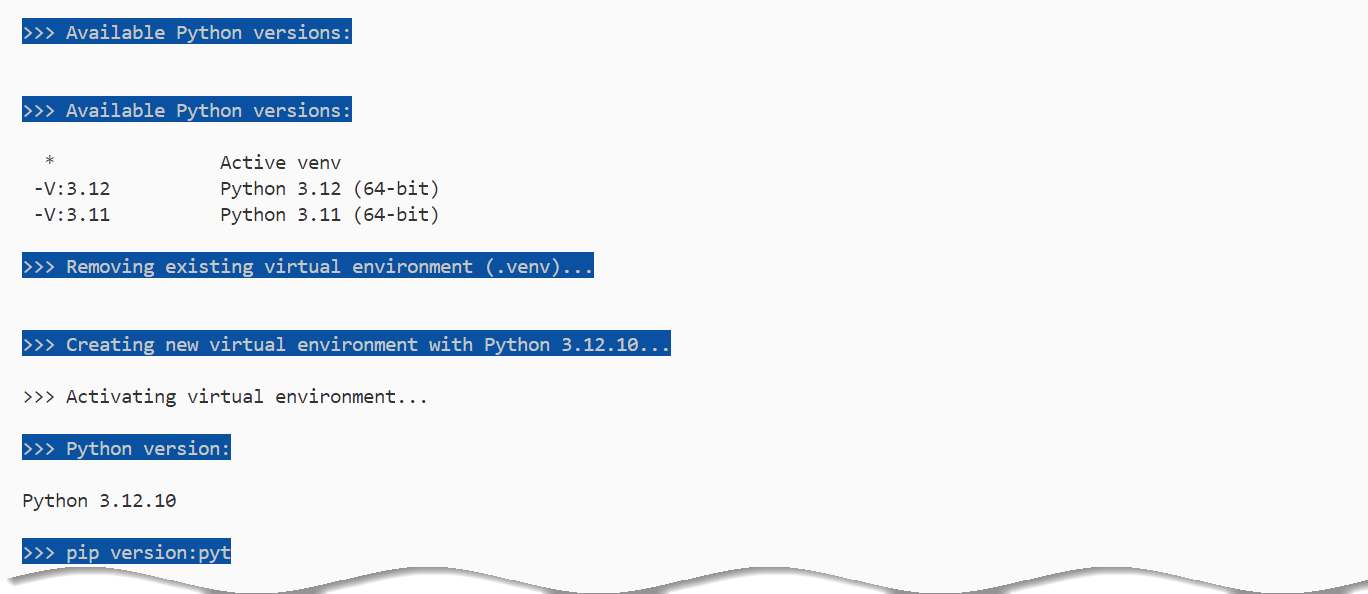 >>> Available Python versions:
>>> Available Python versions:
* Active venv
-V:3.12 Python 3.12 (64-bit)
-V:3.11 Python 3.11 (64-bit)
>>> Removing existing virtual environment (.venv)...
>>> Creating new virtual environment with Python 3.12.10...
>>> Activating virtual environment...
>>> Python version:
Python 3.12.10
>>> pip version:pyt